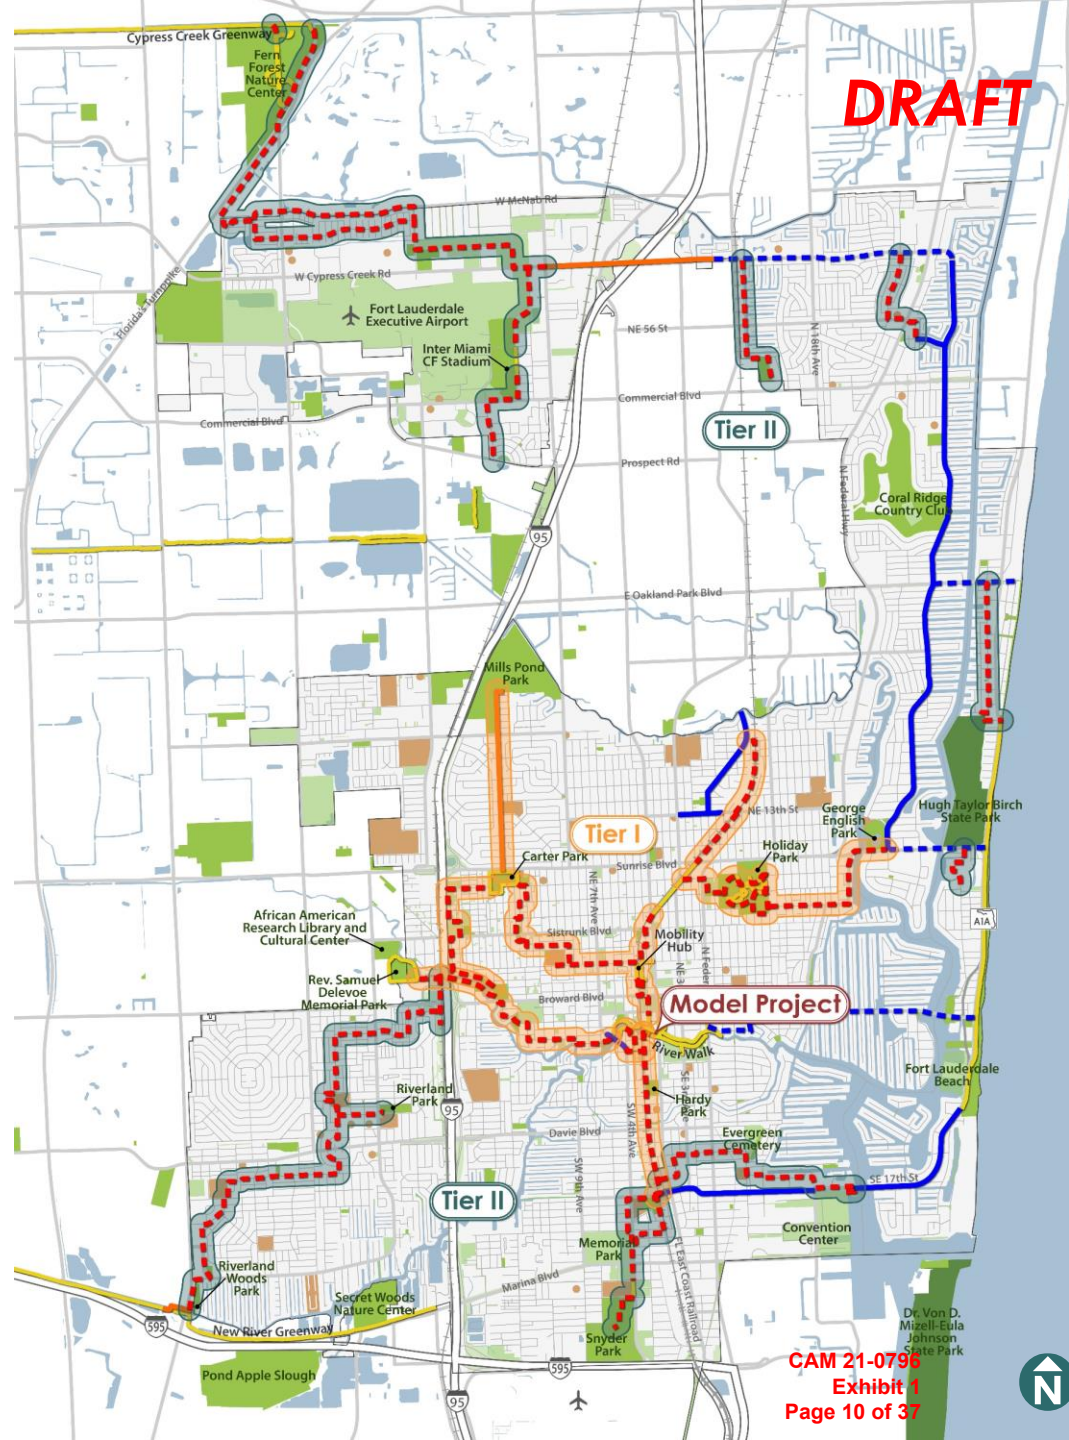 Cypress Creek Greenway
Fern
Forest
Nature
Center
DRAFT
W McNab Rd
W Cypress Creek Rd
Florida's Turnpike
Fort Lauderdale
Executive Airport
NE 56 St
N 18th Ave
Inter Miami
CF Stadium
Commercial Blvd
Commercial Blvd
Tier II
Prospect Rd
N Federal Hwy
Coral Ridge
Country Clu
95
E Oakland Park Blvd
Mills Pond
Park
NE 13th St
George
English
Park
Hugh Taylor Birch
State Park
Tier I
Holiday
Park
Carter Park
Sunrise Blvd
NE 7th Ave
African American
Research Library and
Cultural Center
Sistrunk Blvd
Mobility
Hub
A1A
NE 3
N Feder
Rev. Samuel
Delevoe
Memorial Park
Broward Blvd
Model Project
River Walk
Fort Lauderdale
Beach
Riverland
Park
95
SE 3
e
Hardy
Park
SW 4th Ave
Davie Blvd
Evergreen
Cemetery
SW 9th Ave
SE 17th St
Tier II
Convention
Center
Memorial
Park
FL East Coast Railroad
Riverland
Woods
Park
Marina Blvd
Secret Woods
Nature Center
595
New River Greenway
Snyder
Park
Dr. Von D.
Mizell-Eula
Johnson
State Park
Pond Apple Slough
595
95
CAM 21-0796
Exhibit 1
Page 10 of 37
N